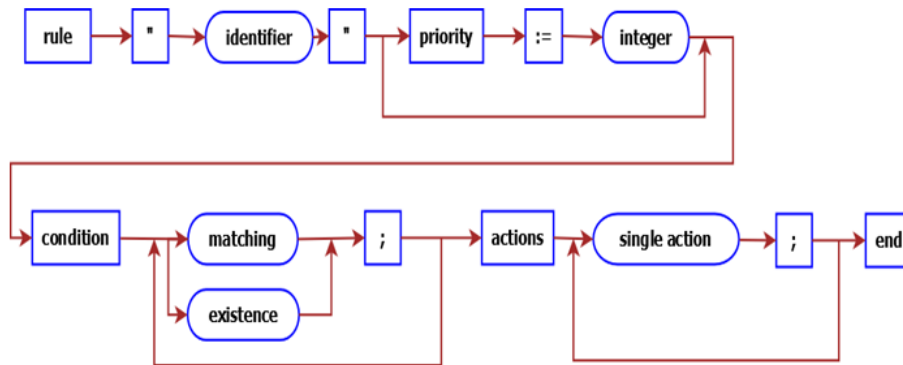 rule " identifier " priority := integer
condition matching ; actions single action ; end
existence